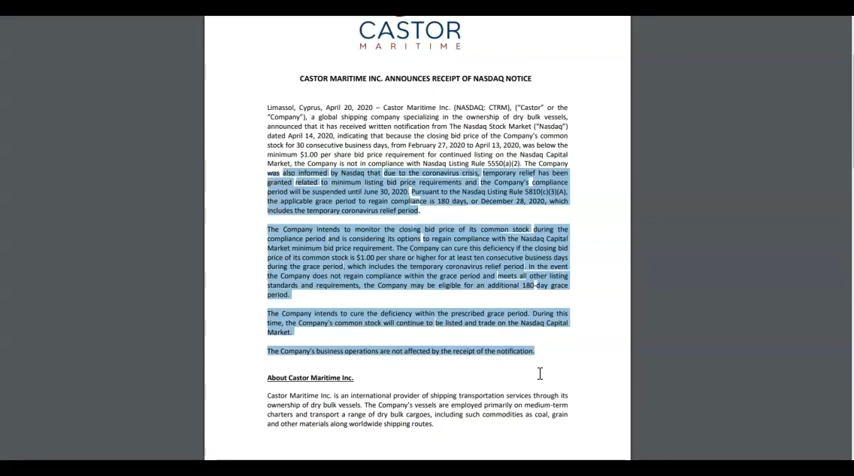 CASTOR
MARITIME
CASTOR MARITIME INC. ANNOUNCES RECEIPT OF NASDAQ NOTICE
Limassol, Cyprus, April 20, 2020 – Castor Maritime Inc. (NASDAQ: CTRM), (“Castor” or the
“Company”), a global shipping company specializing in the ownership of dry bulk vessels,
announced that it has received written notification from The Nasdaq Stock Market (“Nasdaq”)
dated April 14, 2020, indicating that because the closing bid price of the Company’s common
stock for 30 consecutive business days, from February 27, 2020 to April 13, 2020, was below the
minimum $1.00 per share bid price requirement for continued listing on the Nasdaq Capital
Market, the Company is not in compliance with Nasdaq Listing Rule 5550(a)(2). The Company
was also informed by Nasdaq that due to the coronavirus crisis, temporary relief has been
granted related to minimum listing bid price requirements and the Company’s compliance
period will be suspended until June 30, 2020. Pursuant to the Nasdaq Listing Rule 5810(c)(3)(A),
the applicable grace period to regain compliance is 180 days, or December 28, 2020, which
includes the temporary coronavirus relief period.
The Company intends to monitor the closing bid price of its common stock during the
compliance period and is considering its options to regain compliance with the Nasdaq Capital
Market minimum bid price requirement. The Company can cure this deficiency if the closing bid
price of its common stock is $1.00 per share or higher for at least ten consecutive business days
during the grace period, which includes the temporary coronavirus relief period. In the event
the Company does not regain compliance within the grace period and meets all other listing
standards and requirements, the Company may be eligible for an additional 180-day grace
period.
The Company intends to cure the deficiency within the prescribed grace period. During this
time, the Company’s common stock will continue to be listed and trade on the Nasdaq Capital
Market.
The Company’s business operations are not affected by the receipt of the notification.
About Castor Maritime Inc.
Castor Maritime Inc. is an international provider of shipping transportation services through its
ownership of dry bulk vessels. The Company’s vessels are employed primarily on medium-term
charters and transport a range of dry bulk cargoes, including such commodities as coal, grain
and other materials along worldwide shipping routes.